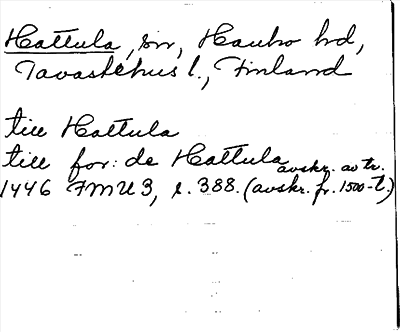 Hattula, sn, Hauho hd,
Tavastehus l., Finland
till Hattula
till for: de Hattula avskr. av tr.
1446 FMU 3, s. 388. (avskr. fr. 1500-t.)